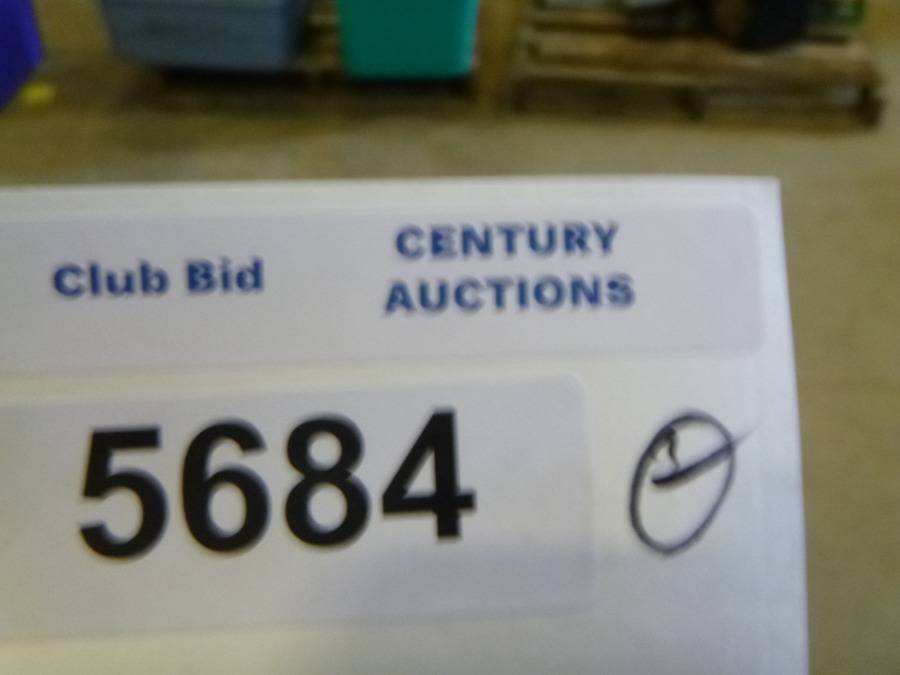 Club Bid
CENTURY
AUCTIONS
5684